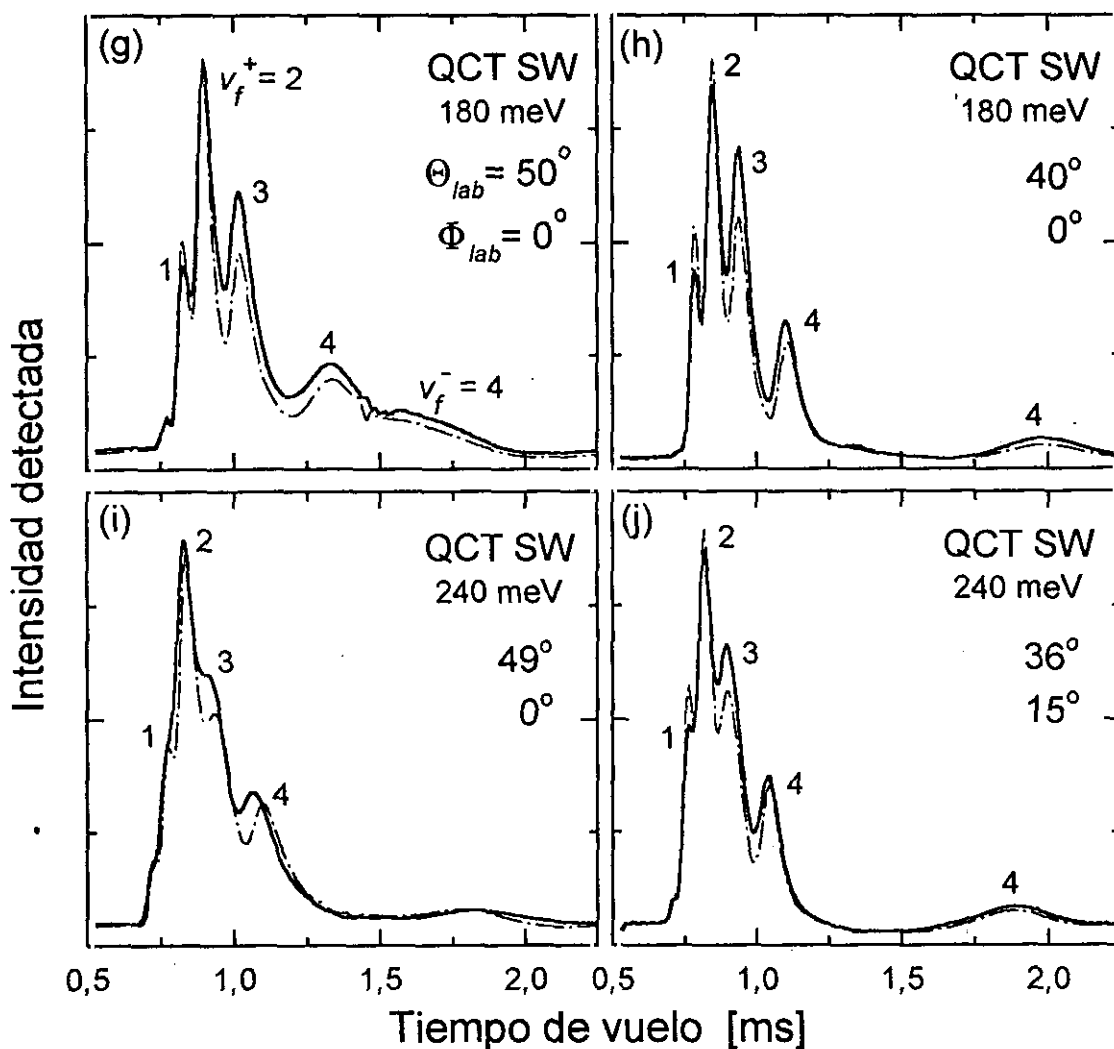 (g)
v_f^+ = 2
QCT SW
180 meV
Θ_lab = 50°
Φ_lab = 0°
1
3
4
v_f^- = 4
(h)
2
QCT SW
180 meV
40°
0°
1
3
4
4
(i)
2
QCT SW
240 meV
49°
0°
1
3
4
(j)
2
QCT SW
240 meV
36°
15°
1
3
4
4
Intensidad detectada
0,5 1,0 1,5 2,0 0,5 1,0 1,5 2,0
Tiempo de vuelo [ms]